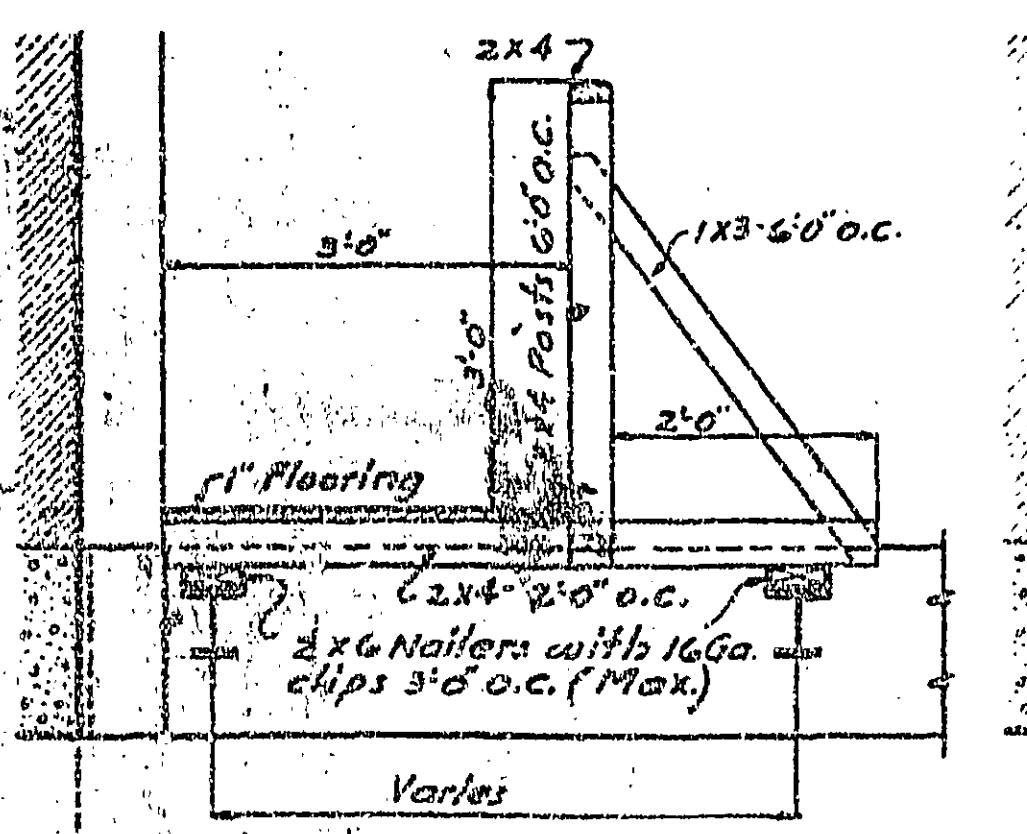 2x4
2x4 Posts 6'-0" O.C.
1x3-6'-0" O.C.
3'-0"
3'-0"
2'-0"
1" Flooring
2x4-2'-0" O.C.
2x6 Nailers with 16Ga.
clips 3'-0" O.C. (Max.)
Varies